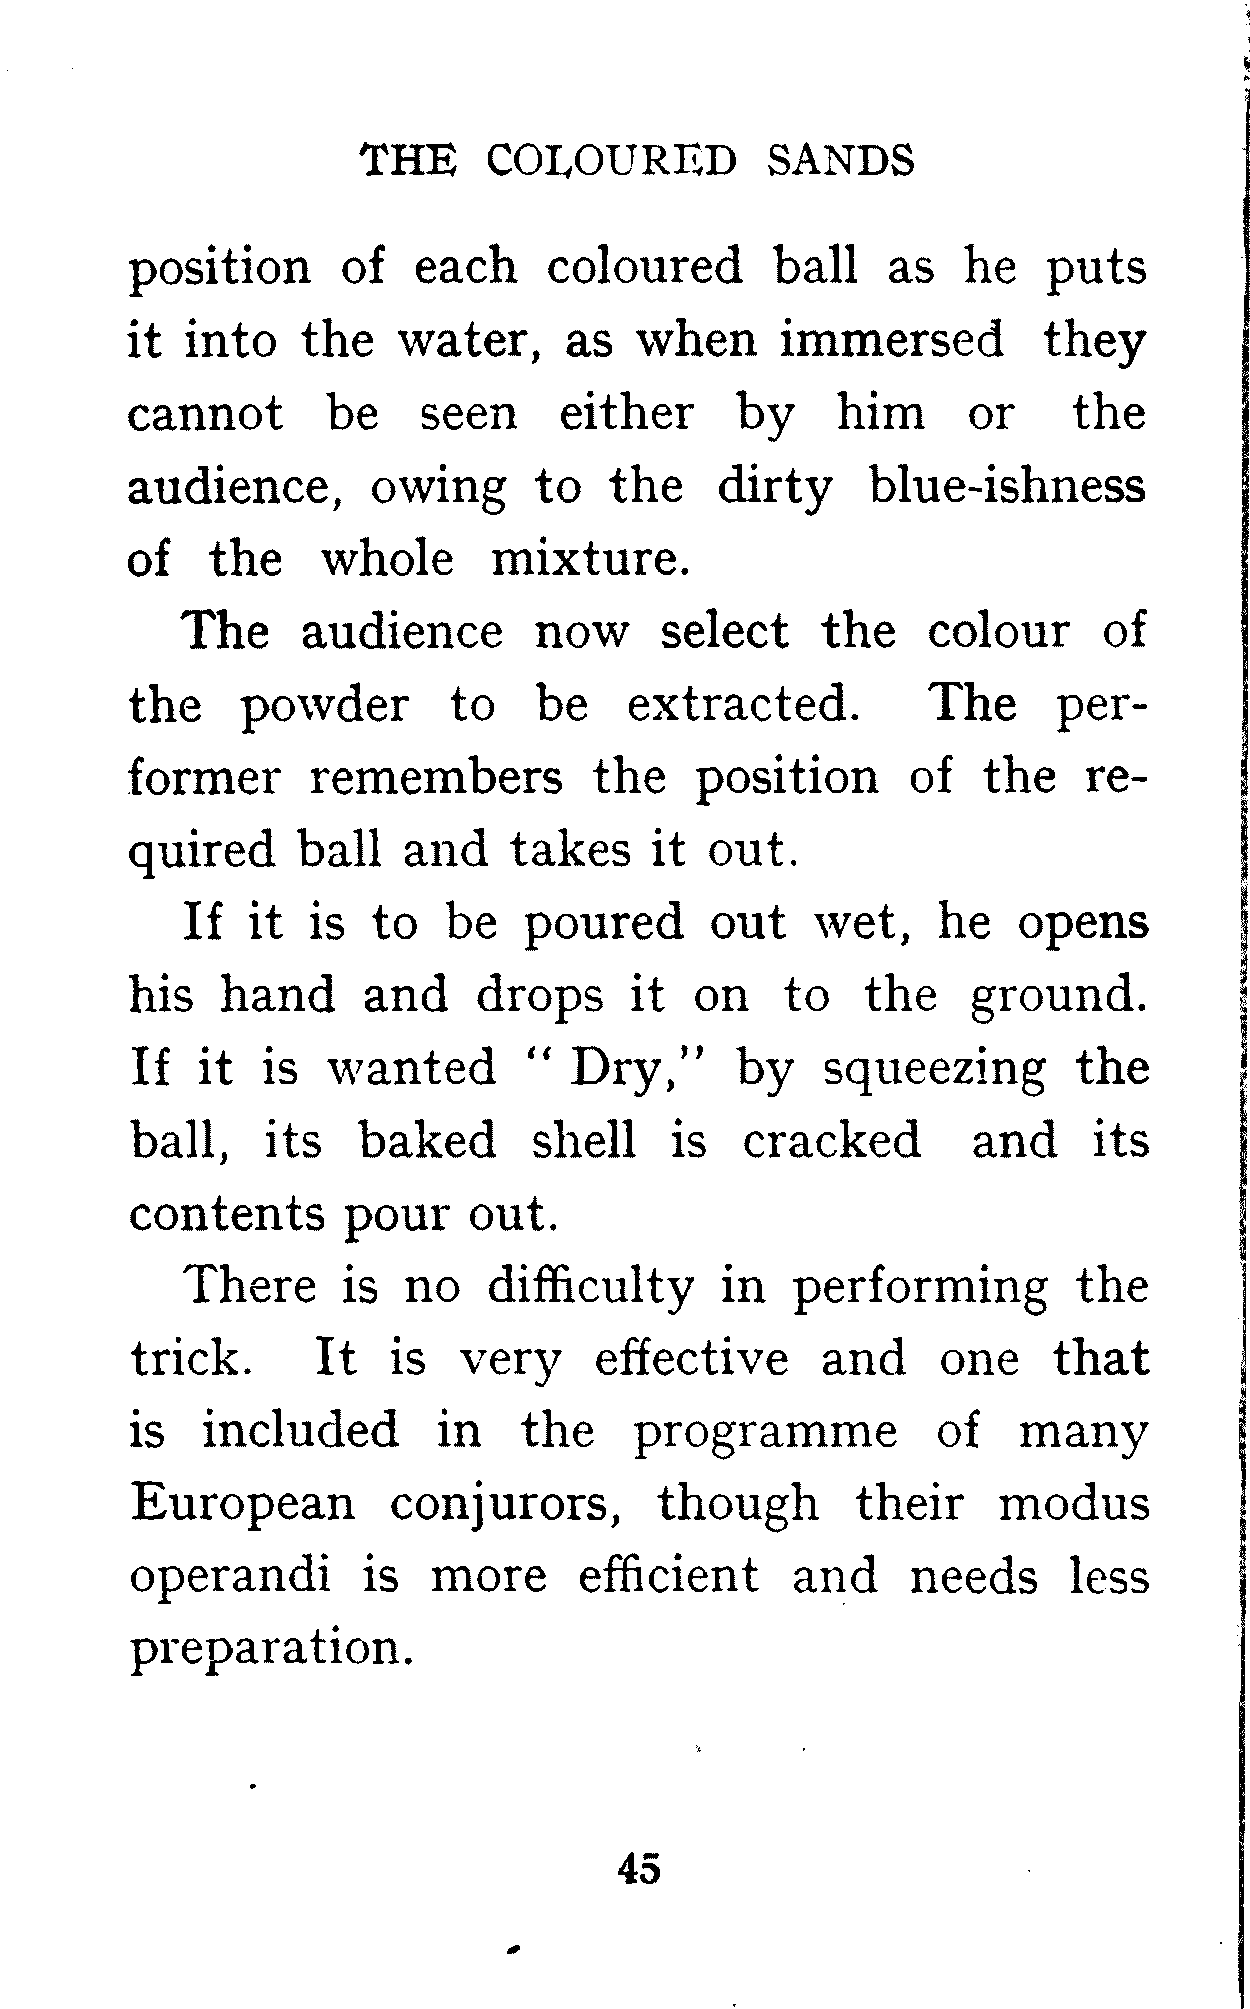 THE COLOURED SANDS
position of each coloured ball as he puts
it into the water, as when immersed they
cannot be seen either by him or the
audience, owing to the dirty blue-ishness
of the whole mixture.
The audience now select the colour of
the powder to be extracted. The per-
former remembers the position of the re-
quired ball and takes it out.
If it is to be poured out wet, he opens
his hand and drops it on to the ground.
If it is wanted " Dry," by squeezing the
ball, its baked shell is cracked and its
contents pour out.
There is no difficulty in performing the
trick. It is very effective and one that
is included in the programme of many
European conjurors, though their modus
operandi is more efficient and needs less
preparation.
45